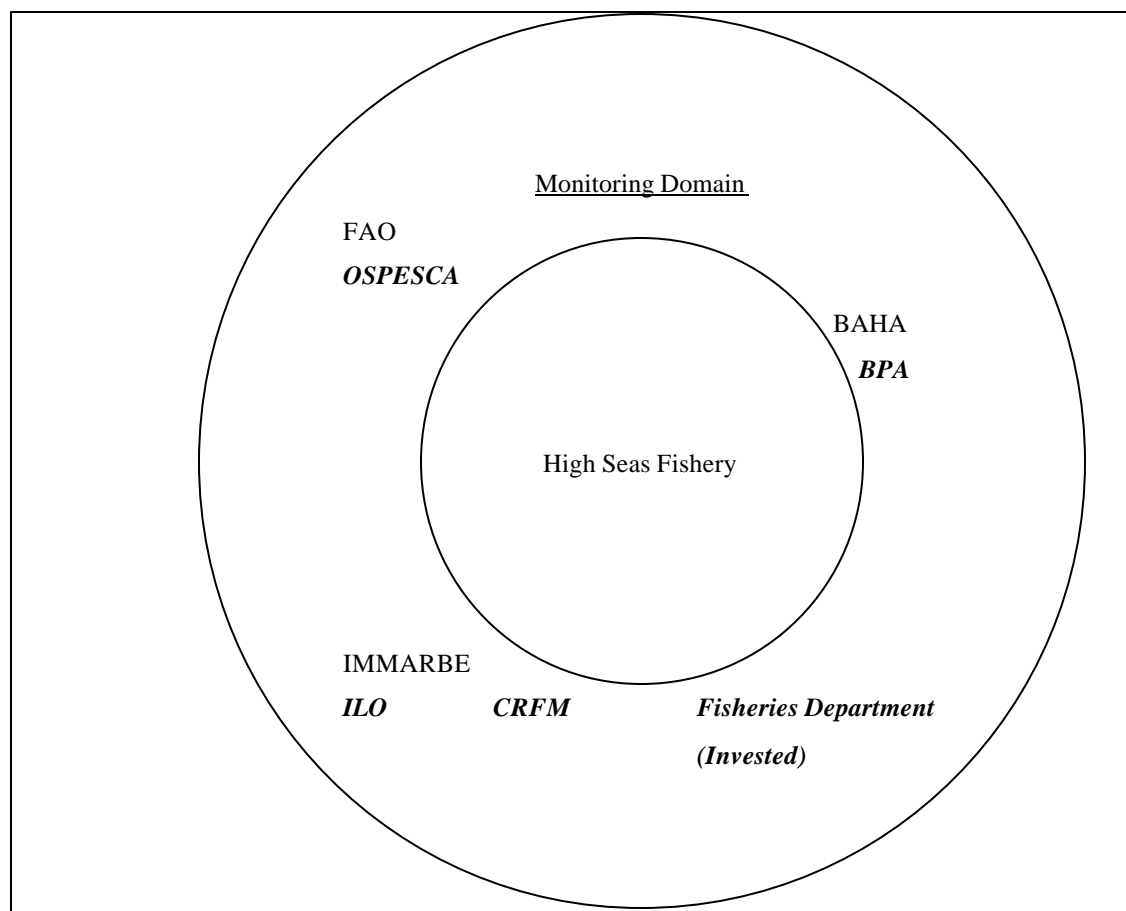 Monitoring Domain
FAO
OSPESCA
BAHA
BPA
High Seas Fishery
IMMARBE
ILO CRFM Fisheries Department
(Invested)